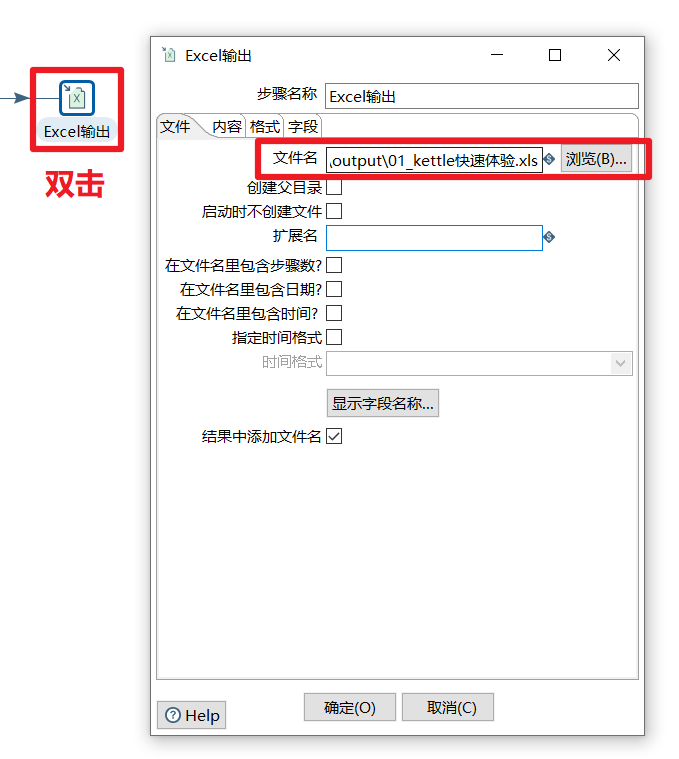 Excel输出
双击
Excel输出
步骤名称 Excel输出
文件 内容 格式 字段
文件名 .output\01_kettle快速体验.xls 浏览(B)...
创建父目录
启动时不创建文件
扩展名
在文件名里包含步骤数?
在文件名里包含日期?
在文件名里包含时间?
指定时间格式
时间格式
显示字段名称...
结果中添加文件名
Help 确定(O) 取消(C)